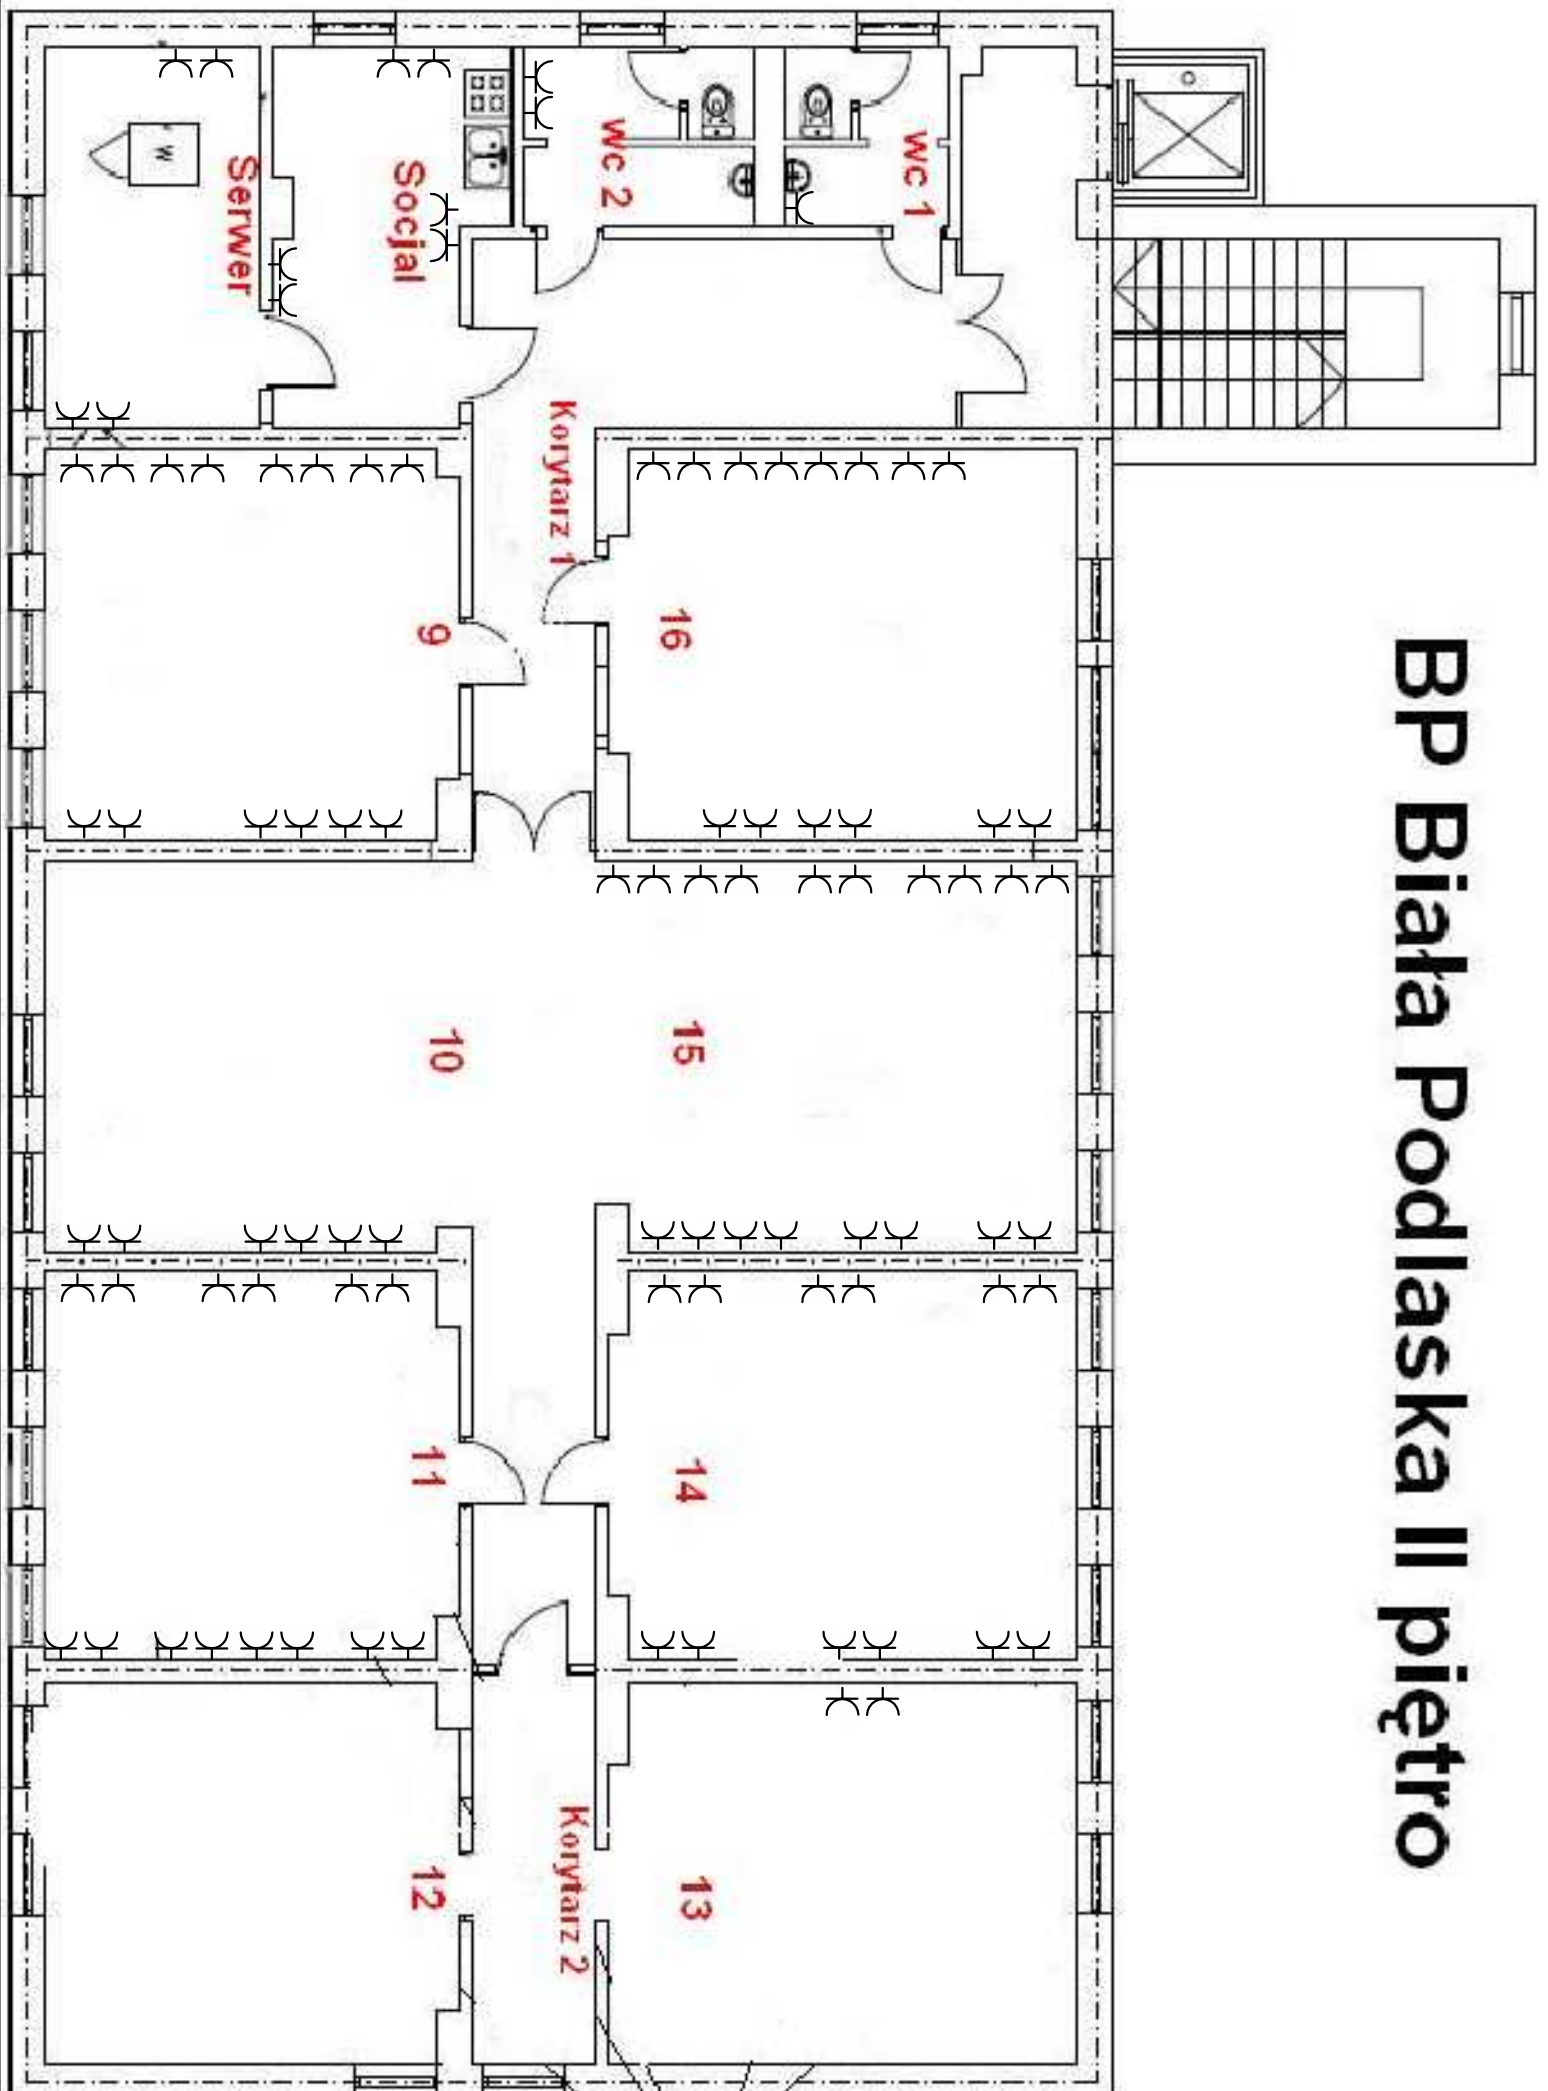 BP Biała Podlaska II piętro
wc 1
wc 2
Socjal
Serwer
W
Korytarz 1
16
9
15
10
14
11
13
Korytarz 2
12